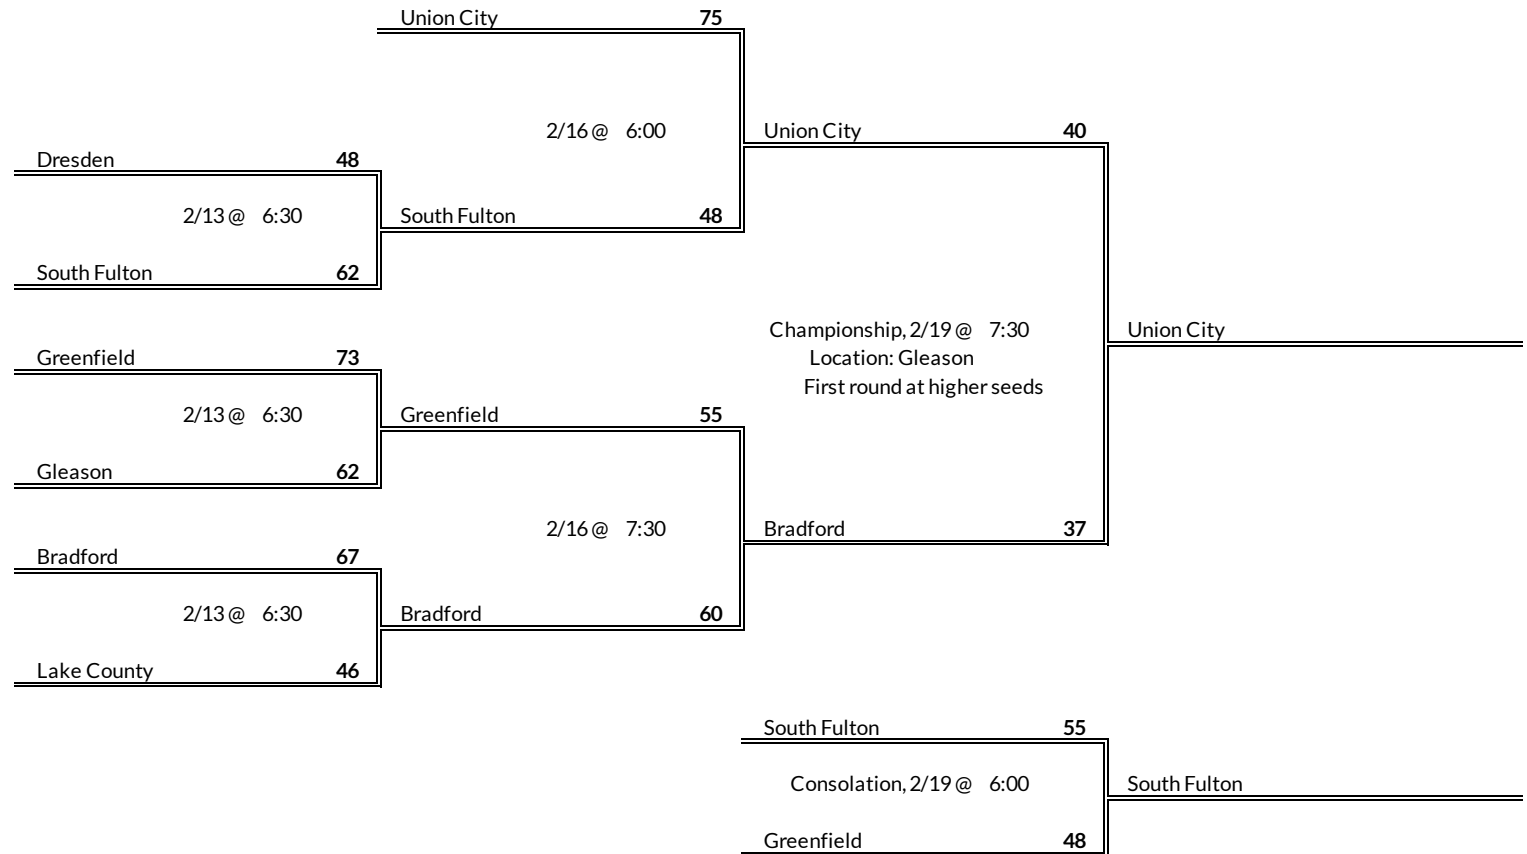 Union City 75
2/16 @ 6:00
Union City 40
Dresden 48
2/13 @ 6:30
South Fulton 48
South Fulton 62
Championship, 2/19 @ 7:30
Union City
Location: Gleason
Greenfield 73
First round at higher seeds
2/13 @ 6:30
Greenfield 55
Gleason 62
2/16 @ 7:30
Bradford 37
Bradford 67
2/13 @ 6:30
Bradford 60
Lake County 46
South Fulton 55
Consolation, 2/19 @ 6:00
South Fulton
Greenfield 48